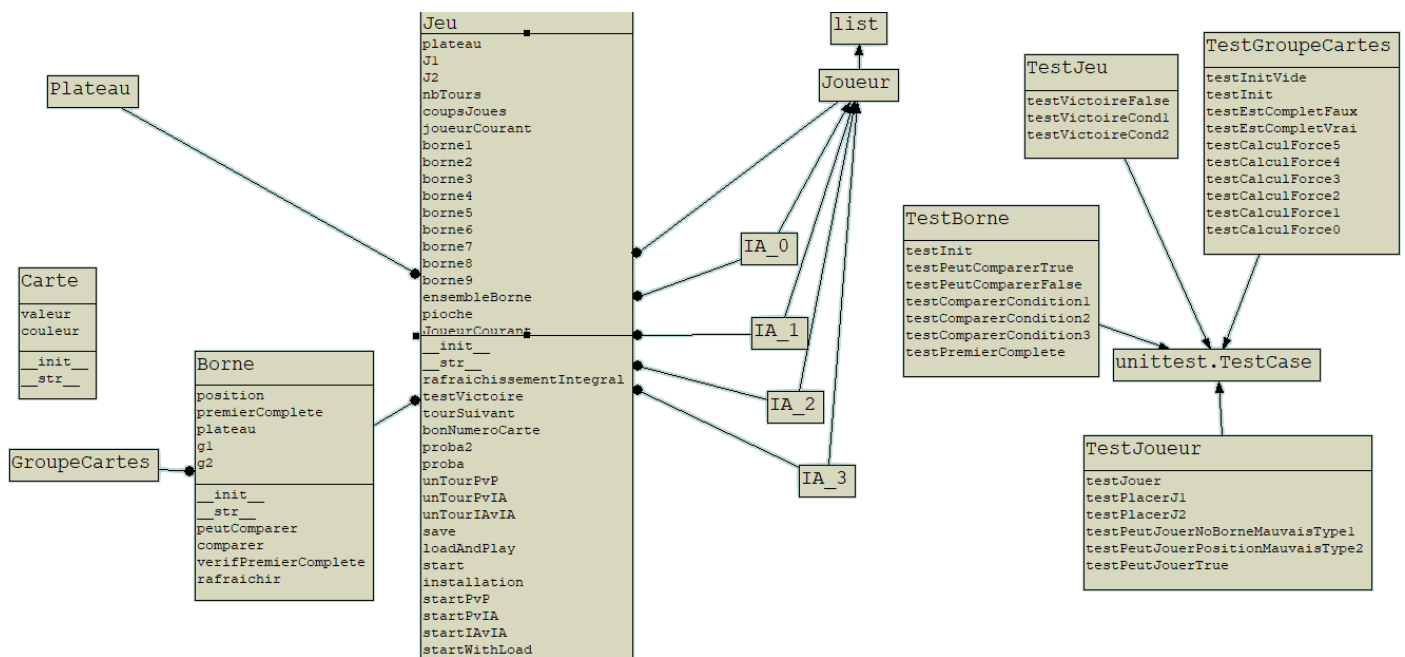 Plateau
Carte
valeur
couleur
__init__
__str__
GroupeCartes
Borne
position
premierComplete
plateau
g1
g2
__init__
__str__
peutComparer
comparer
verifPremierComplete
rafraichir
Jeu
plateau
J1
J2
nbTours
coupsJoues
joueurCourant
borne1
borne2
borne3
borne4
borne5
borne6
borne7
borne8
borne9
ensembleBorne
pioche
JoueurCourant
__init__
__str__
rafraichissementIntegral
testVictoire
tourSuivant
bonNumeroCarte
proba2
proba
unTourPvP
unTourPvIA
unTourIAvIA
save
loadAndPlay
start
installation
startPvP
startPvIA
startIAvIA
startWithLoad
list
Joueur
IA_0
IA_1
IA_2
IA_3
TestJeu
testVictoireFalse
testVictoireCond1
testVictoireCond2
TestGroupeCartes
testInitVide
testInit
testEstCompletFaux
testEstCompletVrai
testCalculForce5
testCalculForce4
testCalculForce3
testCalculForce2
testCalculForce1
testCalculForce0
TestBorne
testInit
testPeutComparerTrue
testPeutComparerFalse
testComparerCondition1
testComparerCondition2
testComparerCondition3
testPremierComplete
unittest.TestCase
TestJoueur
testJouer
testPlacerJ1
testPlacerJ2
testPeutJouerNoBorneMauvaisType1
testPeutJouerPositionMauvaisType2
testPeutJouerTrue